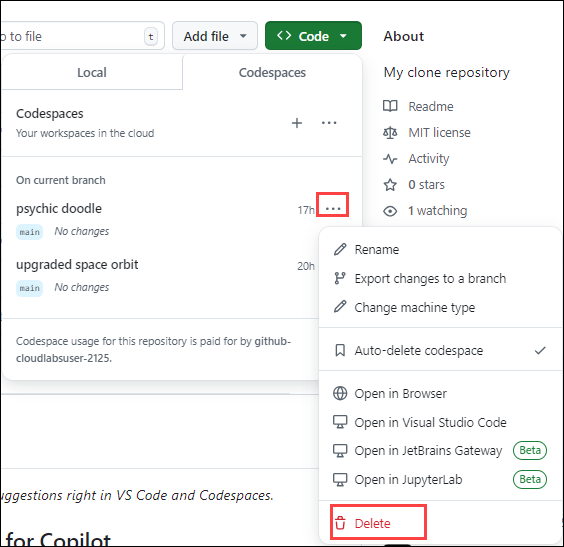 o to file
t
Add file
Code
About
Local
Codespaces
My clone repository
Codespaces
Your workspaces in the cloud
Readme
MIT license
Activity
0 stars
1 watching
On current branch
psychic doodle
17h
main
No changes
upgraded space orbit
20h
main
No changes
Codespace usage for this repository is paid for by github-
cloudlabsuser-2125.
Rename
Export changes to a branch
Change machine type
Auto-delete codespace
Open in Browser
Open in Visual Studio Code
Open in JetBrains Gateway Beta
Open in JupyterLab Beta
Delete
uggestions right in VS Code and Codespaces.
for Copilot